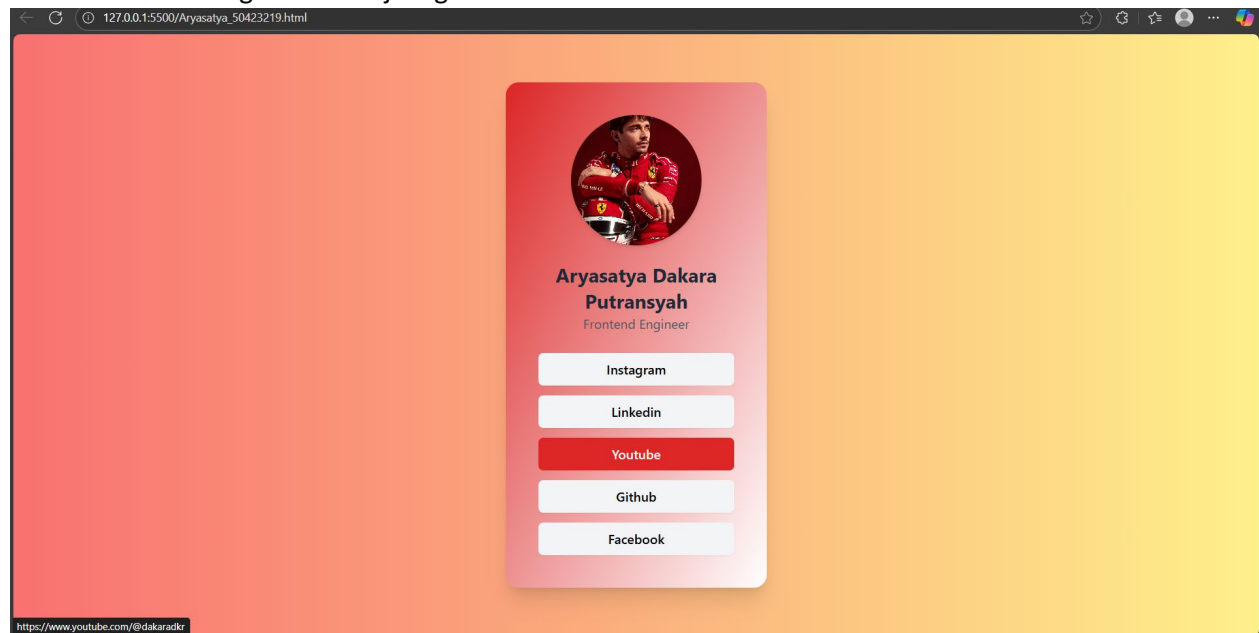 127.0.0.1:5500/Aryasatya_50423219.html
Aryasatya Dakara
Putransyah
Frontend Engineer
Instagram
Linkedin
Youtube
Github
Facebook
https://www.youtube.com/@dakaradkr